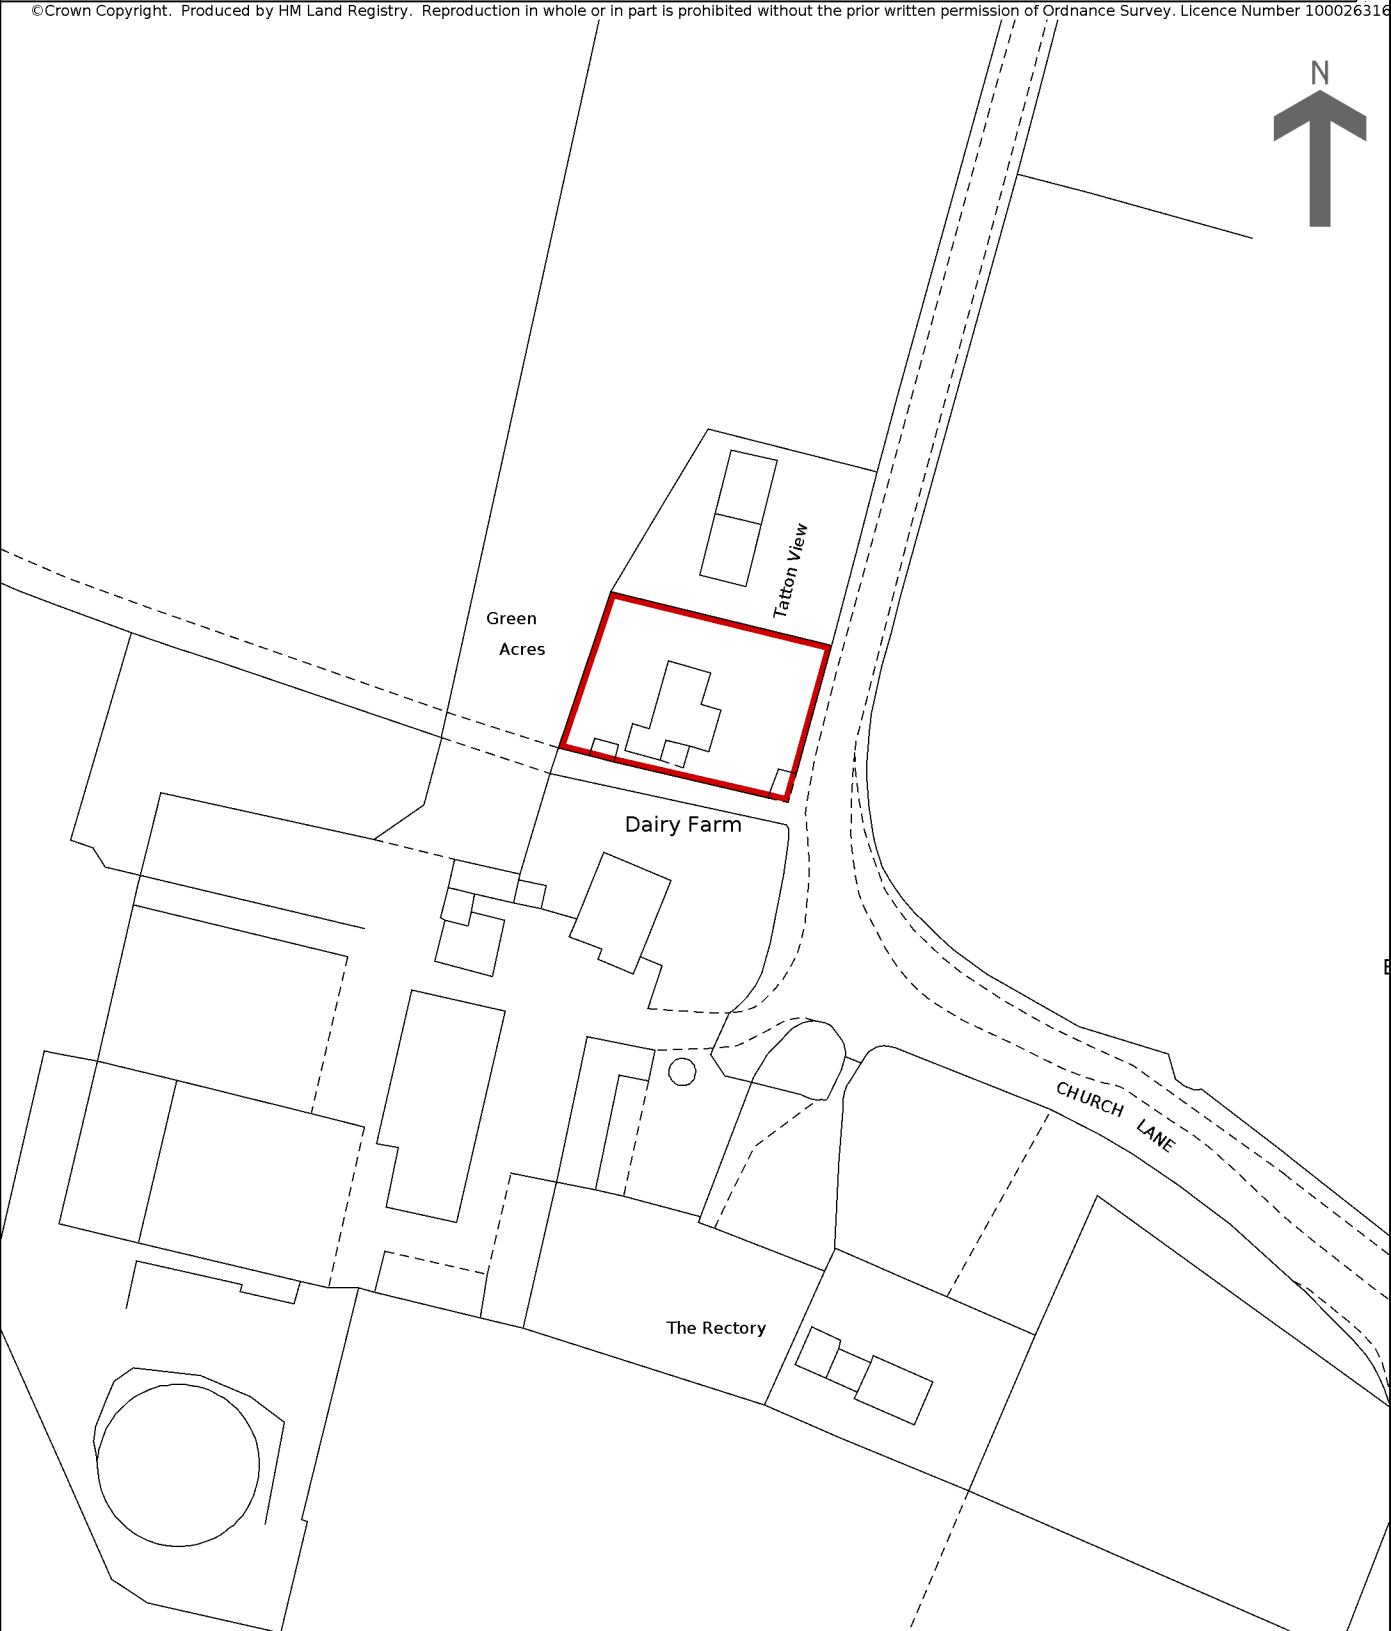 ©Crown Copyright. Produced by HM Land Registry. Reproduction in whole or in part is prohibited without the prior written permission of Ordnance Survey. Licence Number 100026316
N
Tatton View
Green
Acres
Dairy Farm
CHURCH
LANE
The Rectory